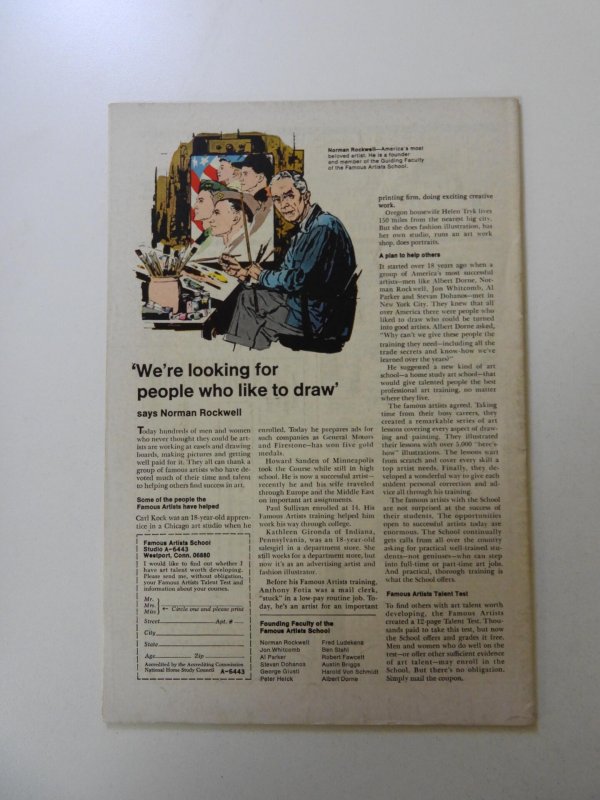 Norman Rockwell—America's most
beloved artist. He is a founder
and member of the Guiding Faculty
of the Famous Artists School.
'We're looking for
people who like to draw'
says Norman Rockwell
Today hundreds of men and women
who never thought they could be art-
ists are working at easels and drawing
boards, making pictures and getting
well paid for it. They all can thank a
group of famous artists who have de-
voted much of their time and talent
to helping others find success in art.
Some of the people the
Famous Artists have helped
Carl Kock was an 18-year-old appren-
tice in a Chicago art studio when he
Famous Artists School
Studio A-6443
Westport, Conn. 06880
I would like to find out whether I
have art talent worth developing.
Please send me, without obligation,
your Famous Artists Talent Test and
information about your courses.
Mr.
Mrs. ← Circle one and please print
Miss
Street Apt. #
City
State
Age Zip
Accredited by the Accrediting Commission
National Home Study Council A-6443
enrolled. Today he prepares ads for
such companies as General Motors
and Firestone—has won five gold
medals.
Howard Sanden of Minneapolis
took the Course while still in high
school. He is now a successful artist—
recently he and his wife traveled
through Europe and the Middle East
on important art assignments.
Paul Sullivan enrolled at 14. His
Famous Artists training helped him
work his way through college.
Kathleen Gironda of Indiana,
Pennsylvania, was an 18-year-old
salesgirl in a department store. She
still works for a department store, but
now it's as an advertising artist and
fashion illustrator.
Before his Famous Artists training,
Anthony Fotia was a mail clerk,
"stuck" in a low-pay routine job. To-
day, he's an artist for an important
Founding Faculty of the
Famous Artists School
Norman Rockwell
Jon Whitcomb
Al Parker
Stevan Dohanos
George Giusti
Peter Helck
Fred Ludekens
Ben Stahl
Robert Fawcett
Austin Briggs
Harold Von Schmidt
Albert Dorne
printing firm, doing exciting creative
work.
Oregon housewife Helen Tryk lives
150 miles from the nearest big city.
But she does fashion illustration, has
her own studio, runs an art work
shop, does portraits.
A plan to help others
It started over 18 years ago when a
group of America's most successful
artists—men like Albert Dorne, Nor-
man Rockwell, Jon Whitcomb, Al
Parker and Stevan Dohanos—met in
New York City. They knew that all
over America there were people who
liked to draw who could be turned
into good artists. Albert Dorne asked,
"Why can't we give these people the
training they need—including all the
trade secrets and know-how we've
learned over the years?"
He suggested a new kind of art
school—a home study art school—that
would give talented people the best
professional art training, no matter
where they live.
The famous artists agreed. Taking
time from their busy careers, they
created a remarkable series of art
lessons covering every aspect of draw-
ing and painting. They illustrated
their lessons with over 5,000 "here's-
how" illustrations. The lessons start
from scratch and cover every skill a
top artist needs. Finally, they de-
veloped a wonderful way to give each
student personal correction and ad-
vice all through his training.
The famous artists with the School
are not surprised at the success of
their students. The opportunities
open to successful artists today are
enormous. The School continually
gets calls from all over the country
asking for practical well-trained stu-
dents—not geniuses—who can step
into full-time or part-time art jobs.
And practical, thorough training is
what the School offers.
Famous Artists Talent Test
To find others with art talent worth
developing, the Famous Artists
created a 12-page Talent Test. Thou-
sands paid to take this test, but now
the School offers and grades it free.
Men and women who do well on the
test—or offer other sufficient evidence
of art talent—may enroll in the
School. But there's no obligation.
Simply mail the coupon.